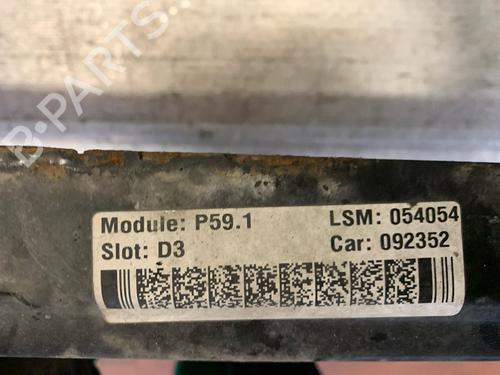 B-PARTS
Module: P59.1 LSM: 054054
Slot: D3 Car: 092352